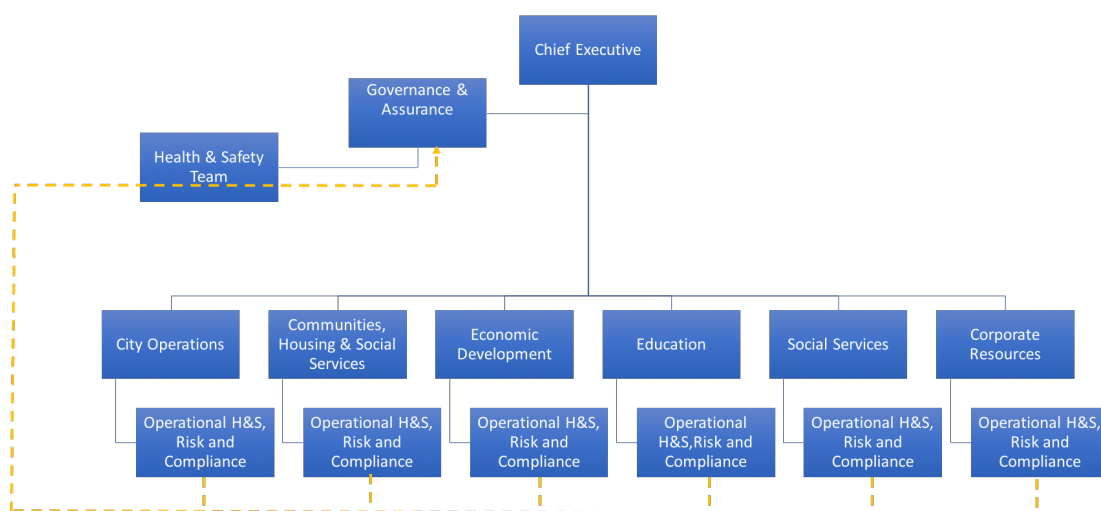 Chief Executive
Governance &
Assurance
Health & Safety
Team
City Operations
Communities,
Housing & Social
Services
Economic
Development
Education
Social Services
Corporate
Resources
Operational H&S,
Risk and
Compliance
Operational H&S,
Risk and
Compliance
Operational H&S,
Risk and
Compliance
Operational
H&S,Risk and
Compliance
Operational H&S,
Risk and
Compliance
Operational H&S,
Risk and
Compliance